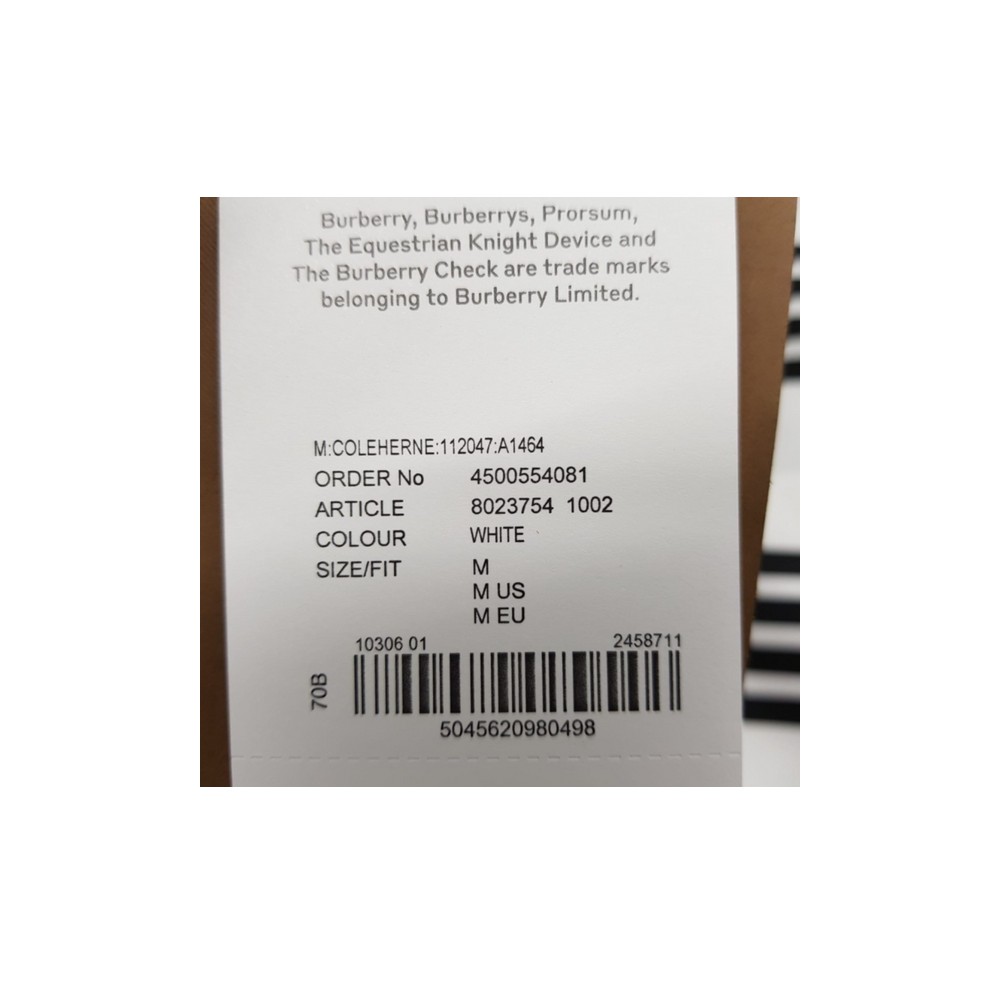 Burberry, Burberrys, Prorsum,
The Equestrian Knight Device and
The Burberry Check are trade marks
belonging to Burberry Limited.
M:COLEHERNE:112047:A1464
ORDER No 4500554081
ARTICLE 8023754 1002
COLOUR WHITE
SIZE/FIT M
M US
M EU
10306 01 2458711
70B
5045620980498